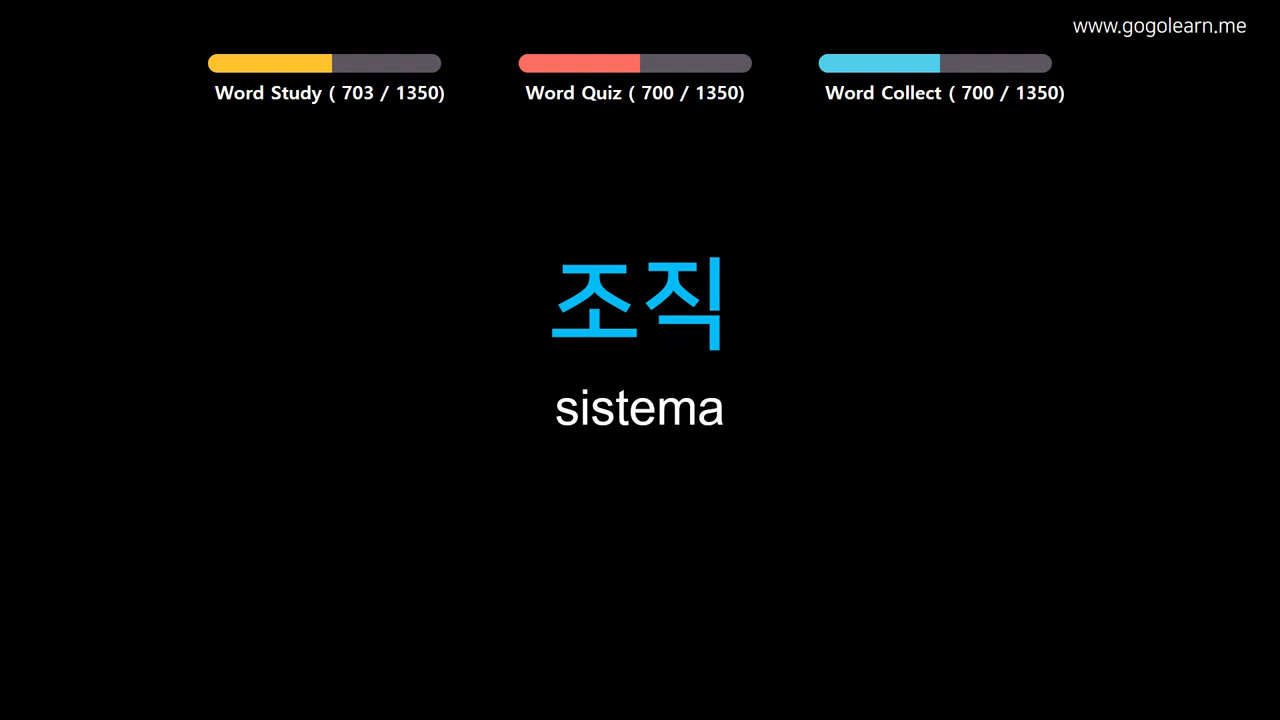 www.gogolearn.me
Word Study ( 703 / 1350)
Word Quiz ( 700 / 1350)
Word Collect ( 700 / 1350)
조직
sistema